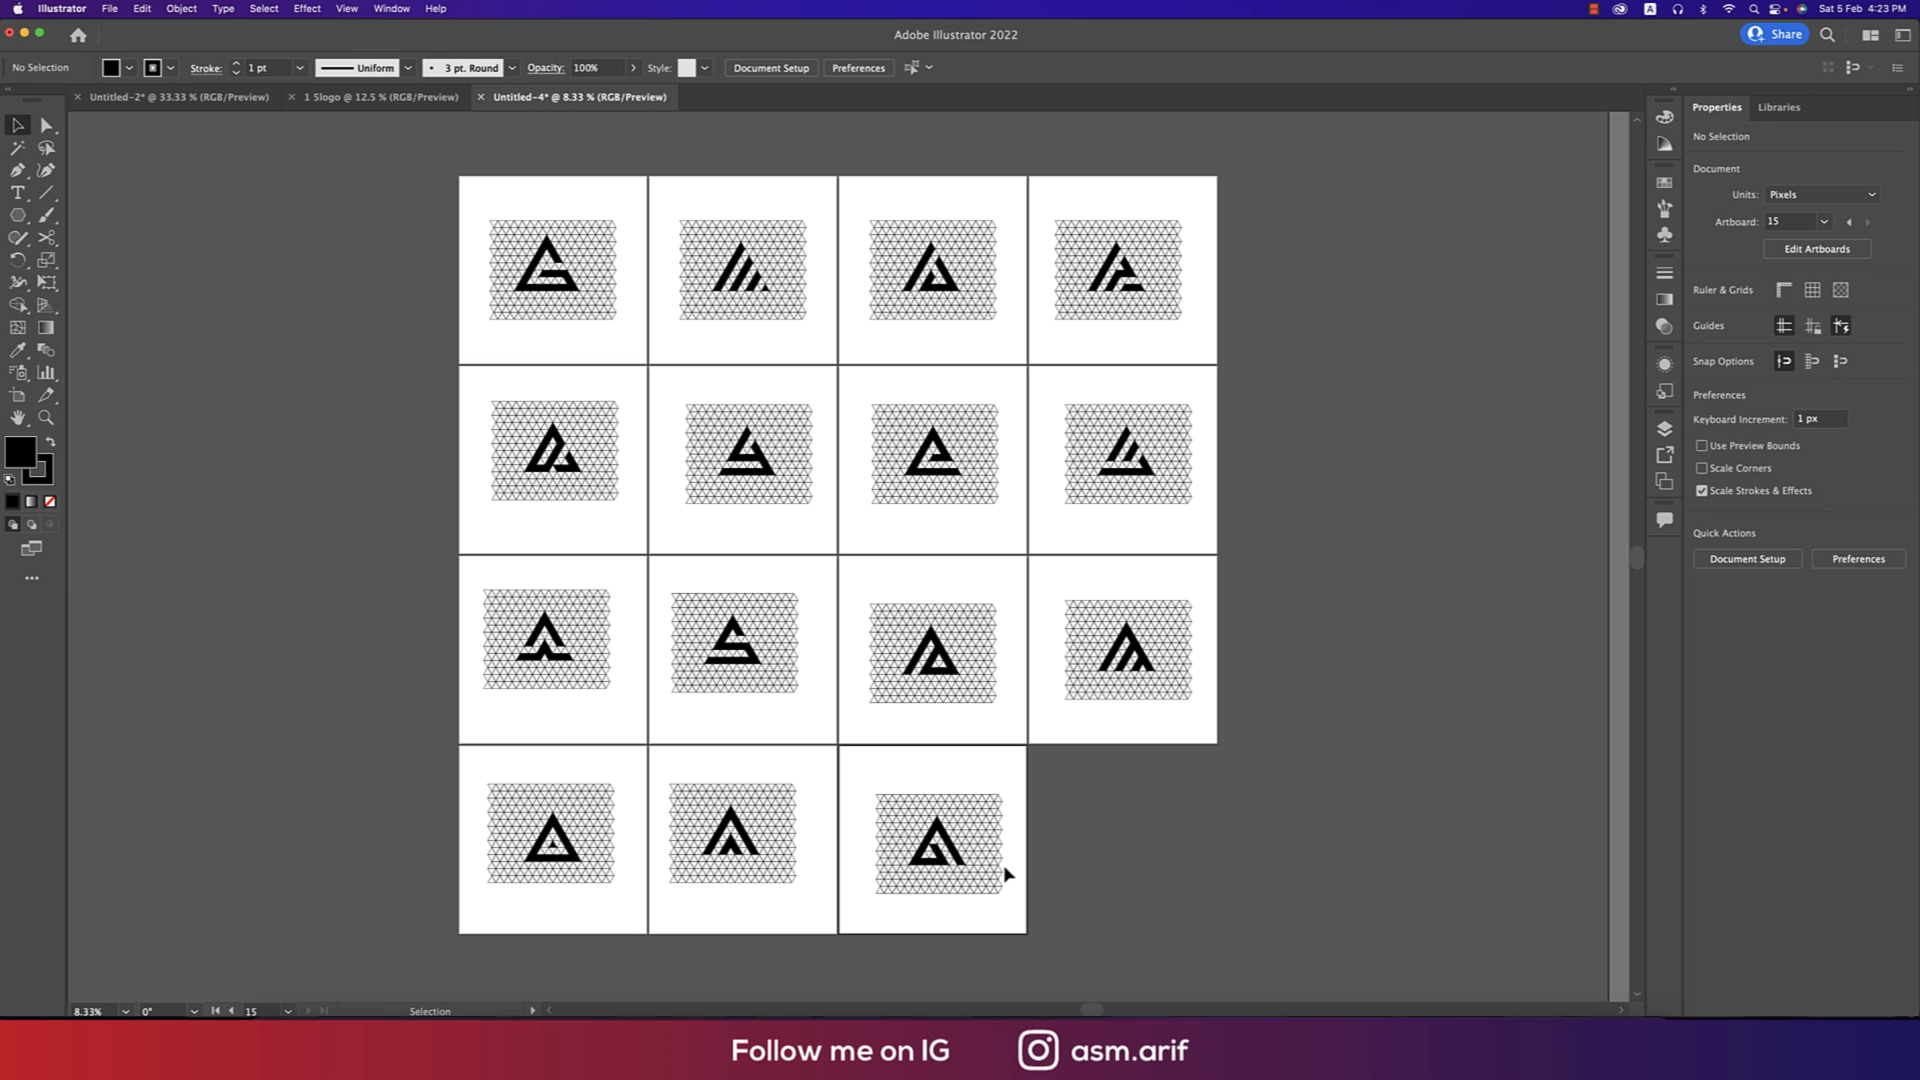 Illustrator File Edit Object Type Select Effect View Window Help
A Sat 5 Feb 4:23 PM
Adobe Illustrator 2022
Share
No Selection Stroke: 1 pt Uniform 3 pt. Round Opacity: 100% Style: Document Setup Preferences
Untitled-2* @ 33.33 % (RGB/Preview) 1 Slogo @ 12.5 % (RGB/Preview) Untitled-4* @ 8.33 % (RGB/Preview)
Properties Libraries
No Selection
Document
Units: Pixels
Artboard: 15
Edit Artboards
Ruler & Grids
Guides
Snap Options
Preferences
Keyboard Increment: 1 px
Use Preview Bounds
Scale Corners
Scale Strokes & Effects
Quick Actions
Document Setup Preferences
8.33% 0° 15 Selection
Follow me on IG asm.arif